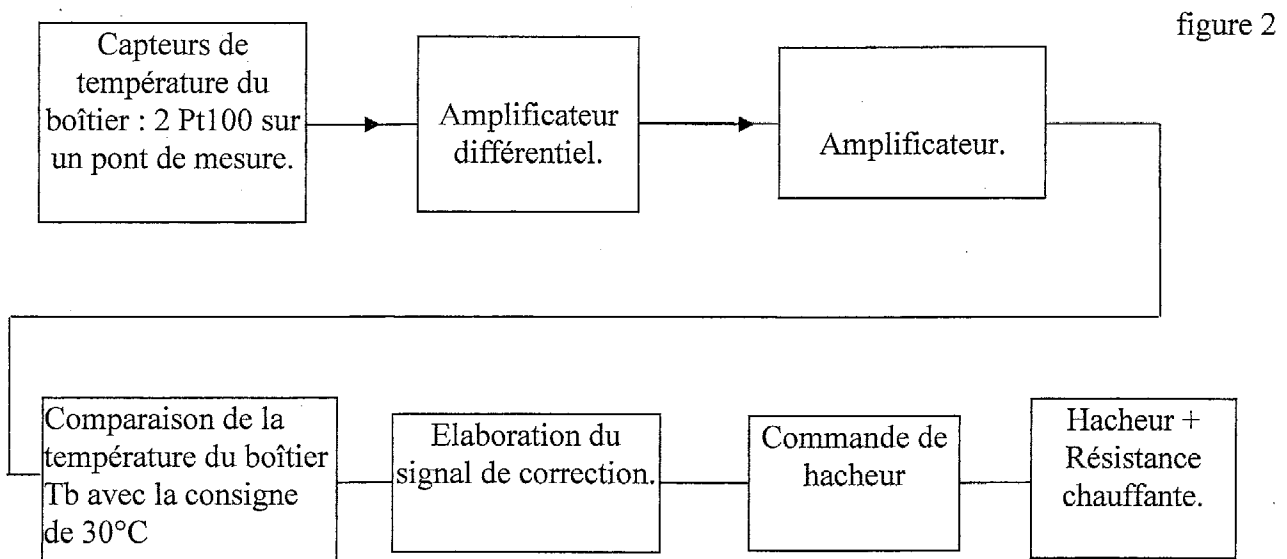 figure 2
Capteurs de
température du
boîtier : 2 Pt100 sur
un pont de mesure.
Amplificateur
différentiel.
Amplificateur.
Comparaison de la
température du boîtier
Tb avec la consigne
de 30°C
Elaboration du
signal de correction.
Commande de
hacheur
Hacheur +
Résistance
chauffante.